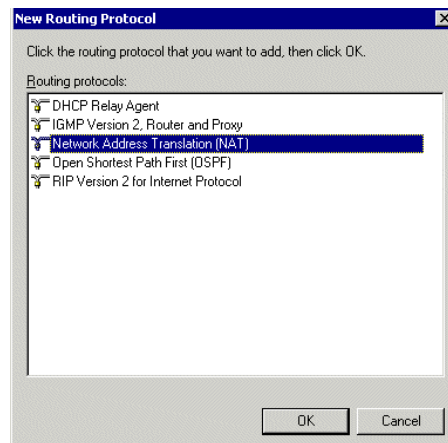 New Routing Protocol
Click the routing protocol that you want to add, then click OK.
Routing protocols:
DHCP Relay Agent
IGMP Version 2, Router and Proxy
Network Address Translation (NAT)
Open Shortest Path First (OSPF)
RIP Version 2 for Internet Protocol
OK
Cancel